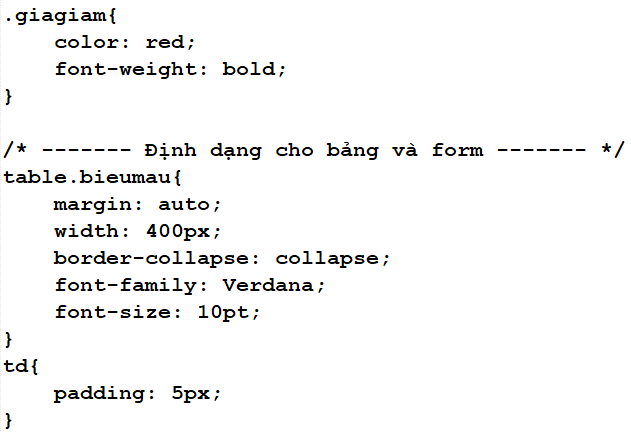 .giagiam{
    color: red;
    font-weight: bold;
}

/* ------- Định dạng cho bảng và form ------- */
table.bieumau{
    margin: auto;
    width: 400px;
    border-collapse: collapse;
    font-family: Verdana;
    font-size: 10pt;
}
td{
    padding: 5px;
}